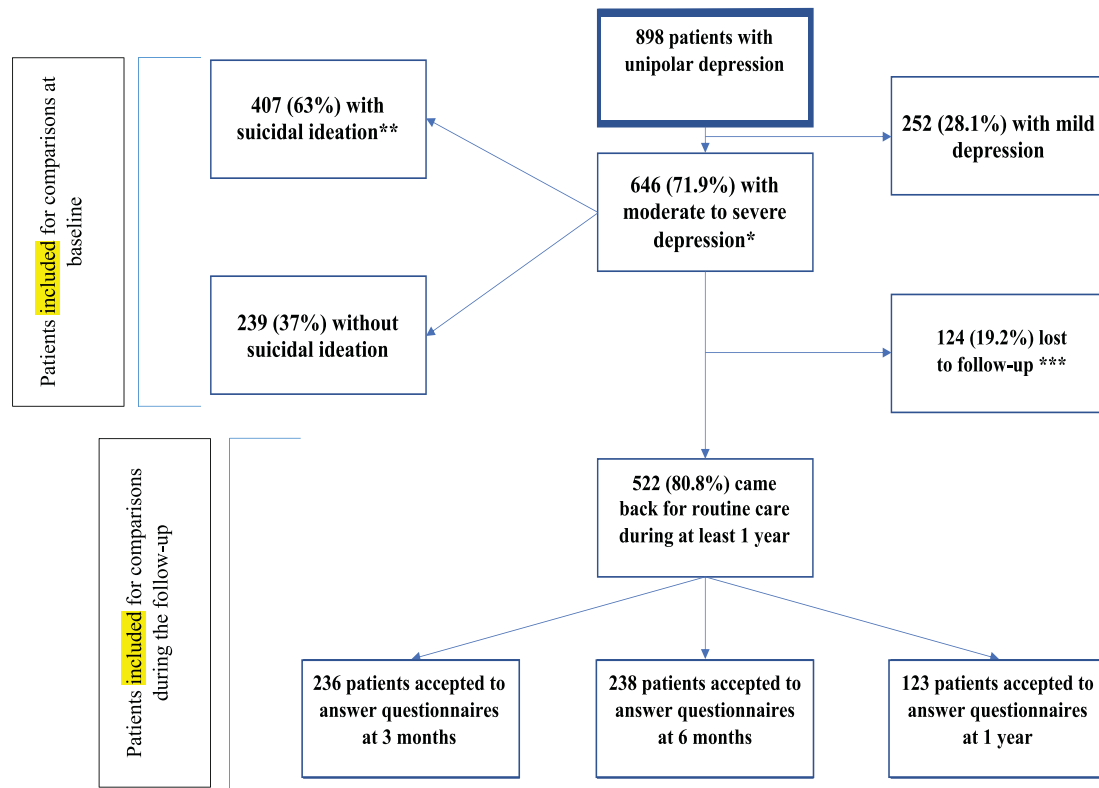 898 patients with
unipolar depression
407 (63%) with
suicidal ideation**
252 (28.1%) with mild
depression
646 (71.9%) with
moderate to severe
depression*
Patients included for comparisons at
baseline
239 (37%) without
suicidal ideation
124 (19.2%) lost
to follow-up ***
522 (80.8%) came
back for routine care
during at least 1 year
Patients included for comparisons
during the follow-up
236 patients accepted to
answer questionnaires
at 3 months
238 patients accepted to
answer questionnaires
at 6 months
123 patients accepted to
answer questionnaires
at 1 year